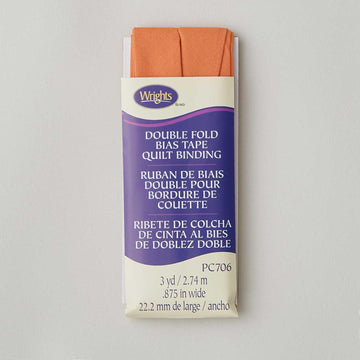 Wrights
DOUBLE FOLD
BIAS TAPE
QUILT BINDING
RUBAN DE BIAIS
DOUBLE POUR
BORDURE DE
COUETTE
RIBETE DE COLCHA
DE CINTA AL BIES
DE DOBLEZ DOBLE
PC706
3 yd / 2.74 m
.875 in wide
22.2 mm de large / ancho